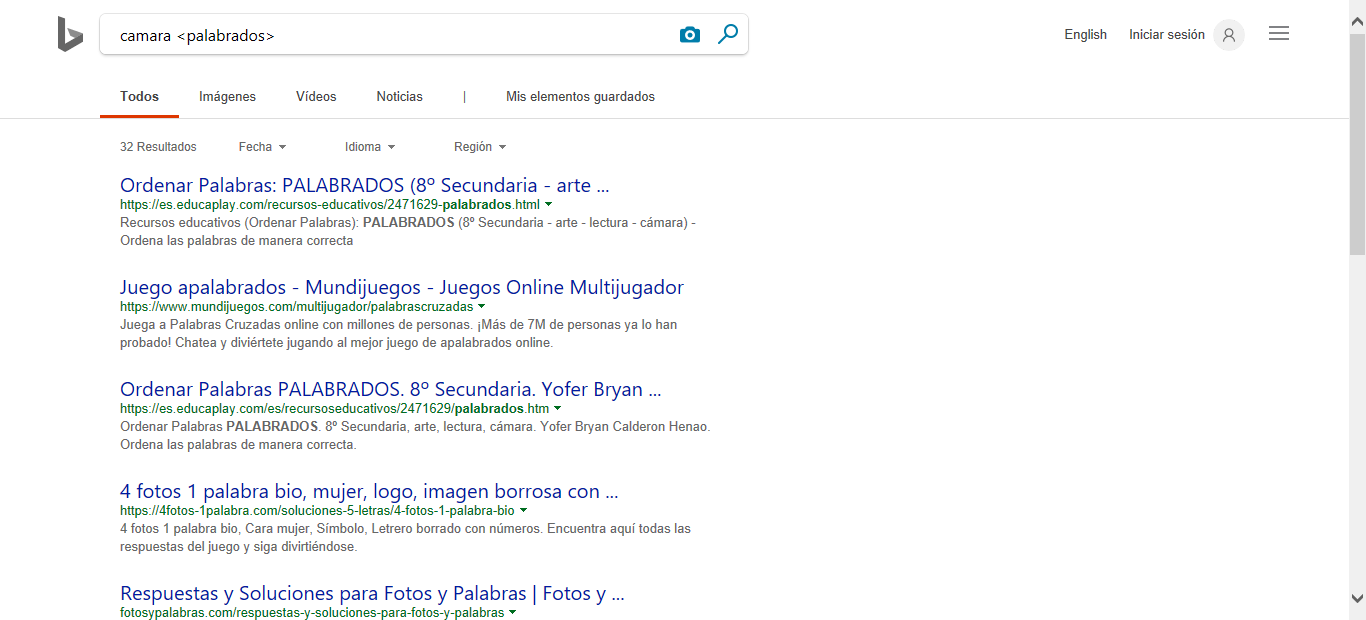 camara <palabrados>
English Iniciar sesión
Todos Imágenes Vídeos Noticias | Mis elementos guardados
32 Resultados Fecha Idioma Región
Ordenar Palabras: PALABRADOS (8º Secundaria - arte ...
https://es.educaplay.com/recursos-educativos/2471629-palabrados.html
Recursos educativos (Ordenar Palabras): PALABRADOS (8º Secundaria - arte - lectura - cámara) -
Ordena las palabras de manera correcta
Juego apalabrados - Mundijuegos - Juegos Online Multijugador
https://www.mundijuegos.com/multijugador/palabrascruzadas
Juega a Palabras Cruzadas online con millones de personas. ¡Más de 7M de personas ya lo han
probado! Chatea y diviértete jugando al mejor juego de apalabrados online.
Ordenar Palabras PALABRADOS. 8º Secundaria. Yofer Bryan ...
https://es.educaplay.com/es/recursoseducativos/2471629/palabrados.htm
Ordenar Palabras PALABRADOS. 8º Secundaria, arte, lectura, cámara. Yofer Bryan Calderon Henao.
Ordena las palabras de manera correcta.
4 fotos 1 palabra bio, mujer, logo, imagen borrosa con ...
https://4fotos-1palabra.com/soluciones-5-letras/4-fotos-1-palabra-bio
4 fotos 1 palabra bio, Cara mujer, Símbolo, Letrero borrado con números. Encuentra aquí todas las
respuestas del juego y siga divirtiéndose.
Respuestas y Soluciones para Fotos y Palabras | Fotos y ...
fotosypalabras.com/respuestas-y-soluciones-para-fotos-y-palabras